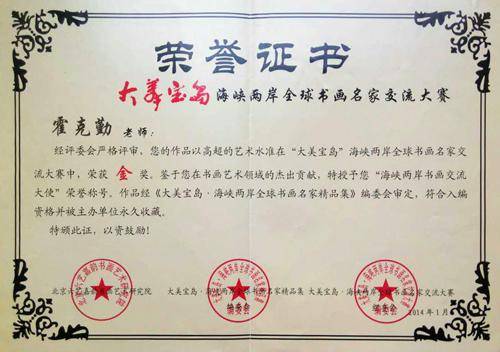 荣誉证书
大美宝岛 海峡两岸全球书画名家交流大赛
霍克勤 老师:
经评委会严格评审,您的作品以高超的艺术水准在“大美宝岛”海峡两岸全球书画名家交
流大赛中,荣获 金 奖。鉴于您在书画艺术领域的杰出贡献,特授予您“海峡两岸书画交流
大使”荣誉称号。作品经《大美宝岛·海峡两岸全球书画名家精品集》编委会审定,符合入编
资格并被主办单位永久收藏。
特颁此证,以资鼓励!
书画艺术研究院 大美宝岛·海峡两岸全球书画名家精品集 大美宝岛·海峡两岸全球书画名家交流大赛
编委会
2014年1月